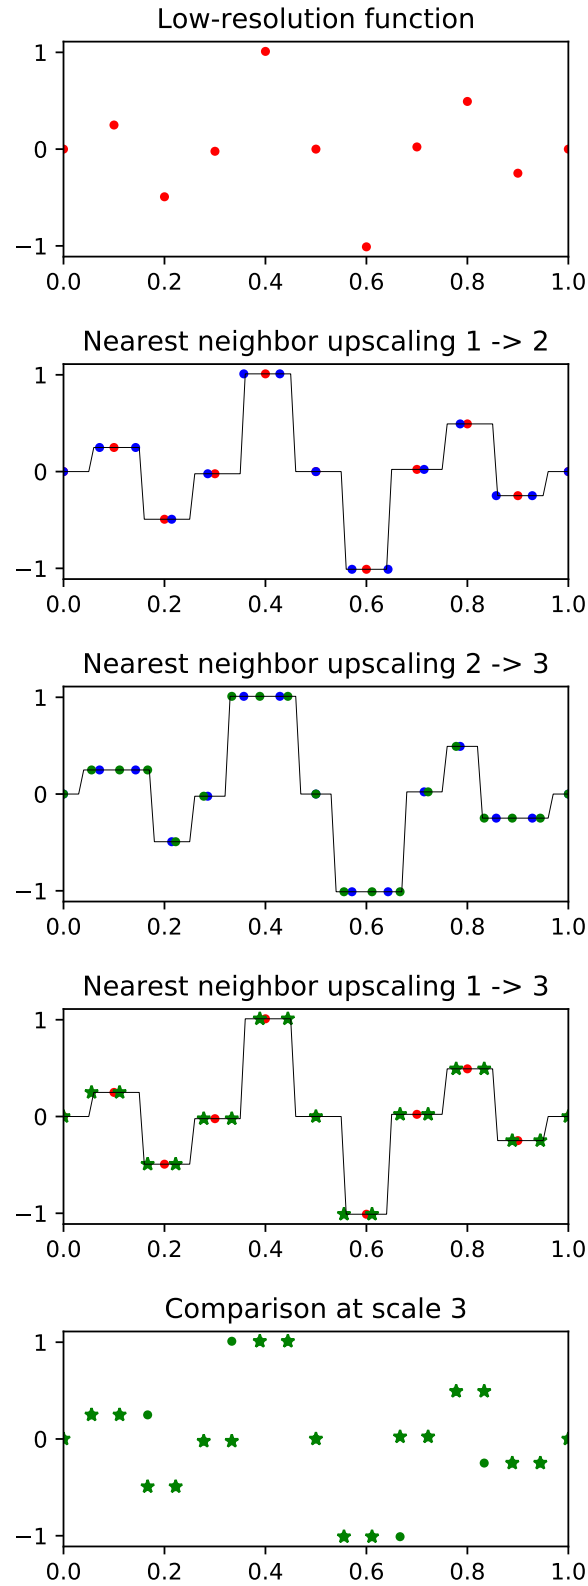 Low-resolution function
1
0
−1
0.0 0.2 0.4 0.6 0.8 1.0
Nearest neighbor upscaling 1 -> 2
1
0
−1
0.0 0.2 0.4 0.6 0.8 1.0
Nearest neighbor upscaling 2 -> 3
1
0
−1
0.0 0.2 0.4 0.6 0.8 1.0
Nearest neighbor upscaling 1 -> 3
1
0
−1
0.0 0.2 0.4 0.6 0.8 1.0
Comparison at scale 3
1
0
−1
0.0 0.2 0.4 0.6 0.8 1.0